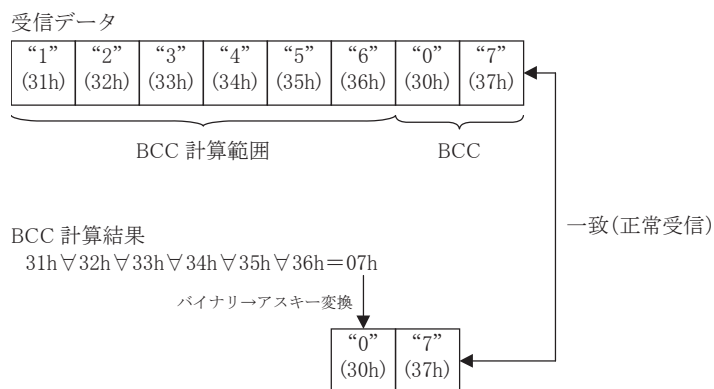 受信データ
“1” “2” “3” “4” “5” “6” “0” “7”
(31h) (32h) (33h) (34h) (35h) (36h) (30h) (37h)
BCC 計算範囲 BCC
一致(正常受信)
BCC 計算結果
31h∀32h∀33h∀34h∀35h∀36h＝07h
バイナリ→アスキー変換
“0” “7”
(30h) (37h)